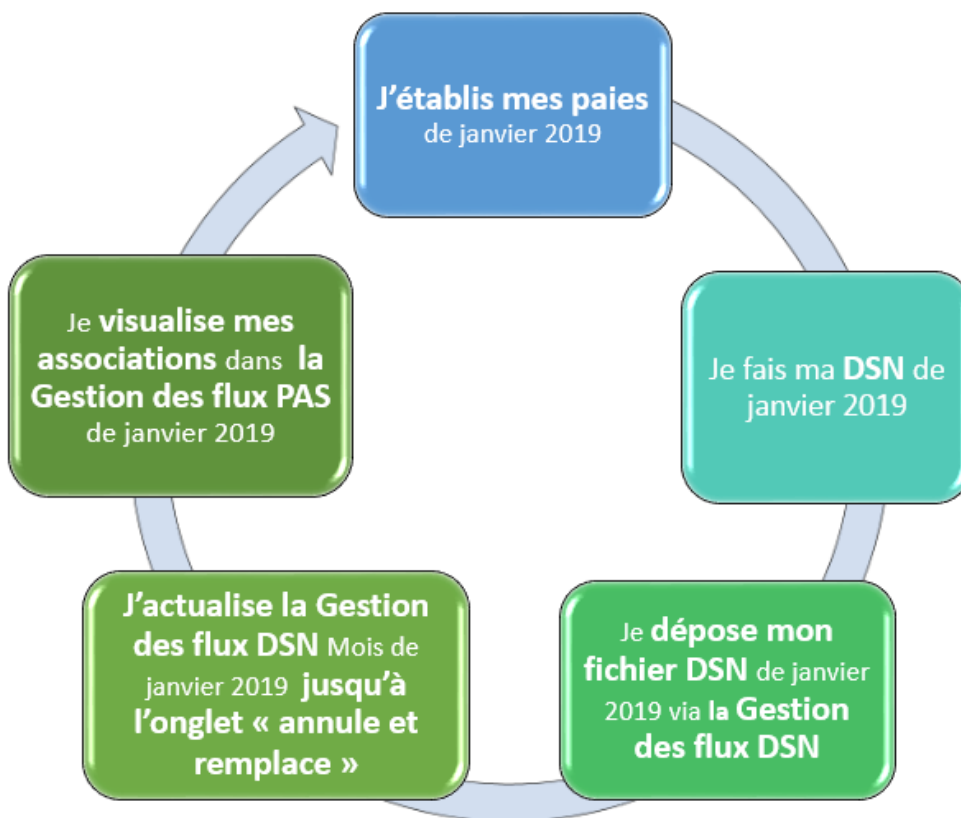 J'établis mes paies
de janvier 2019
Je fais ma DSN de
janvier 2019
Je dépose mon
fichier DSN de janvier
2019 via la Gestion
des flux DSN
J'actualise la Gestion
des flux DSN Mois de
janvier 2019 jusqu'à
l'onglet « annule et
remplace »
Je visualise mes
associations dans la
Gestion des flux PAS
de janvier 2019